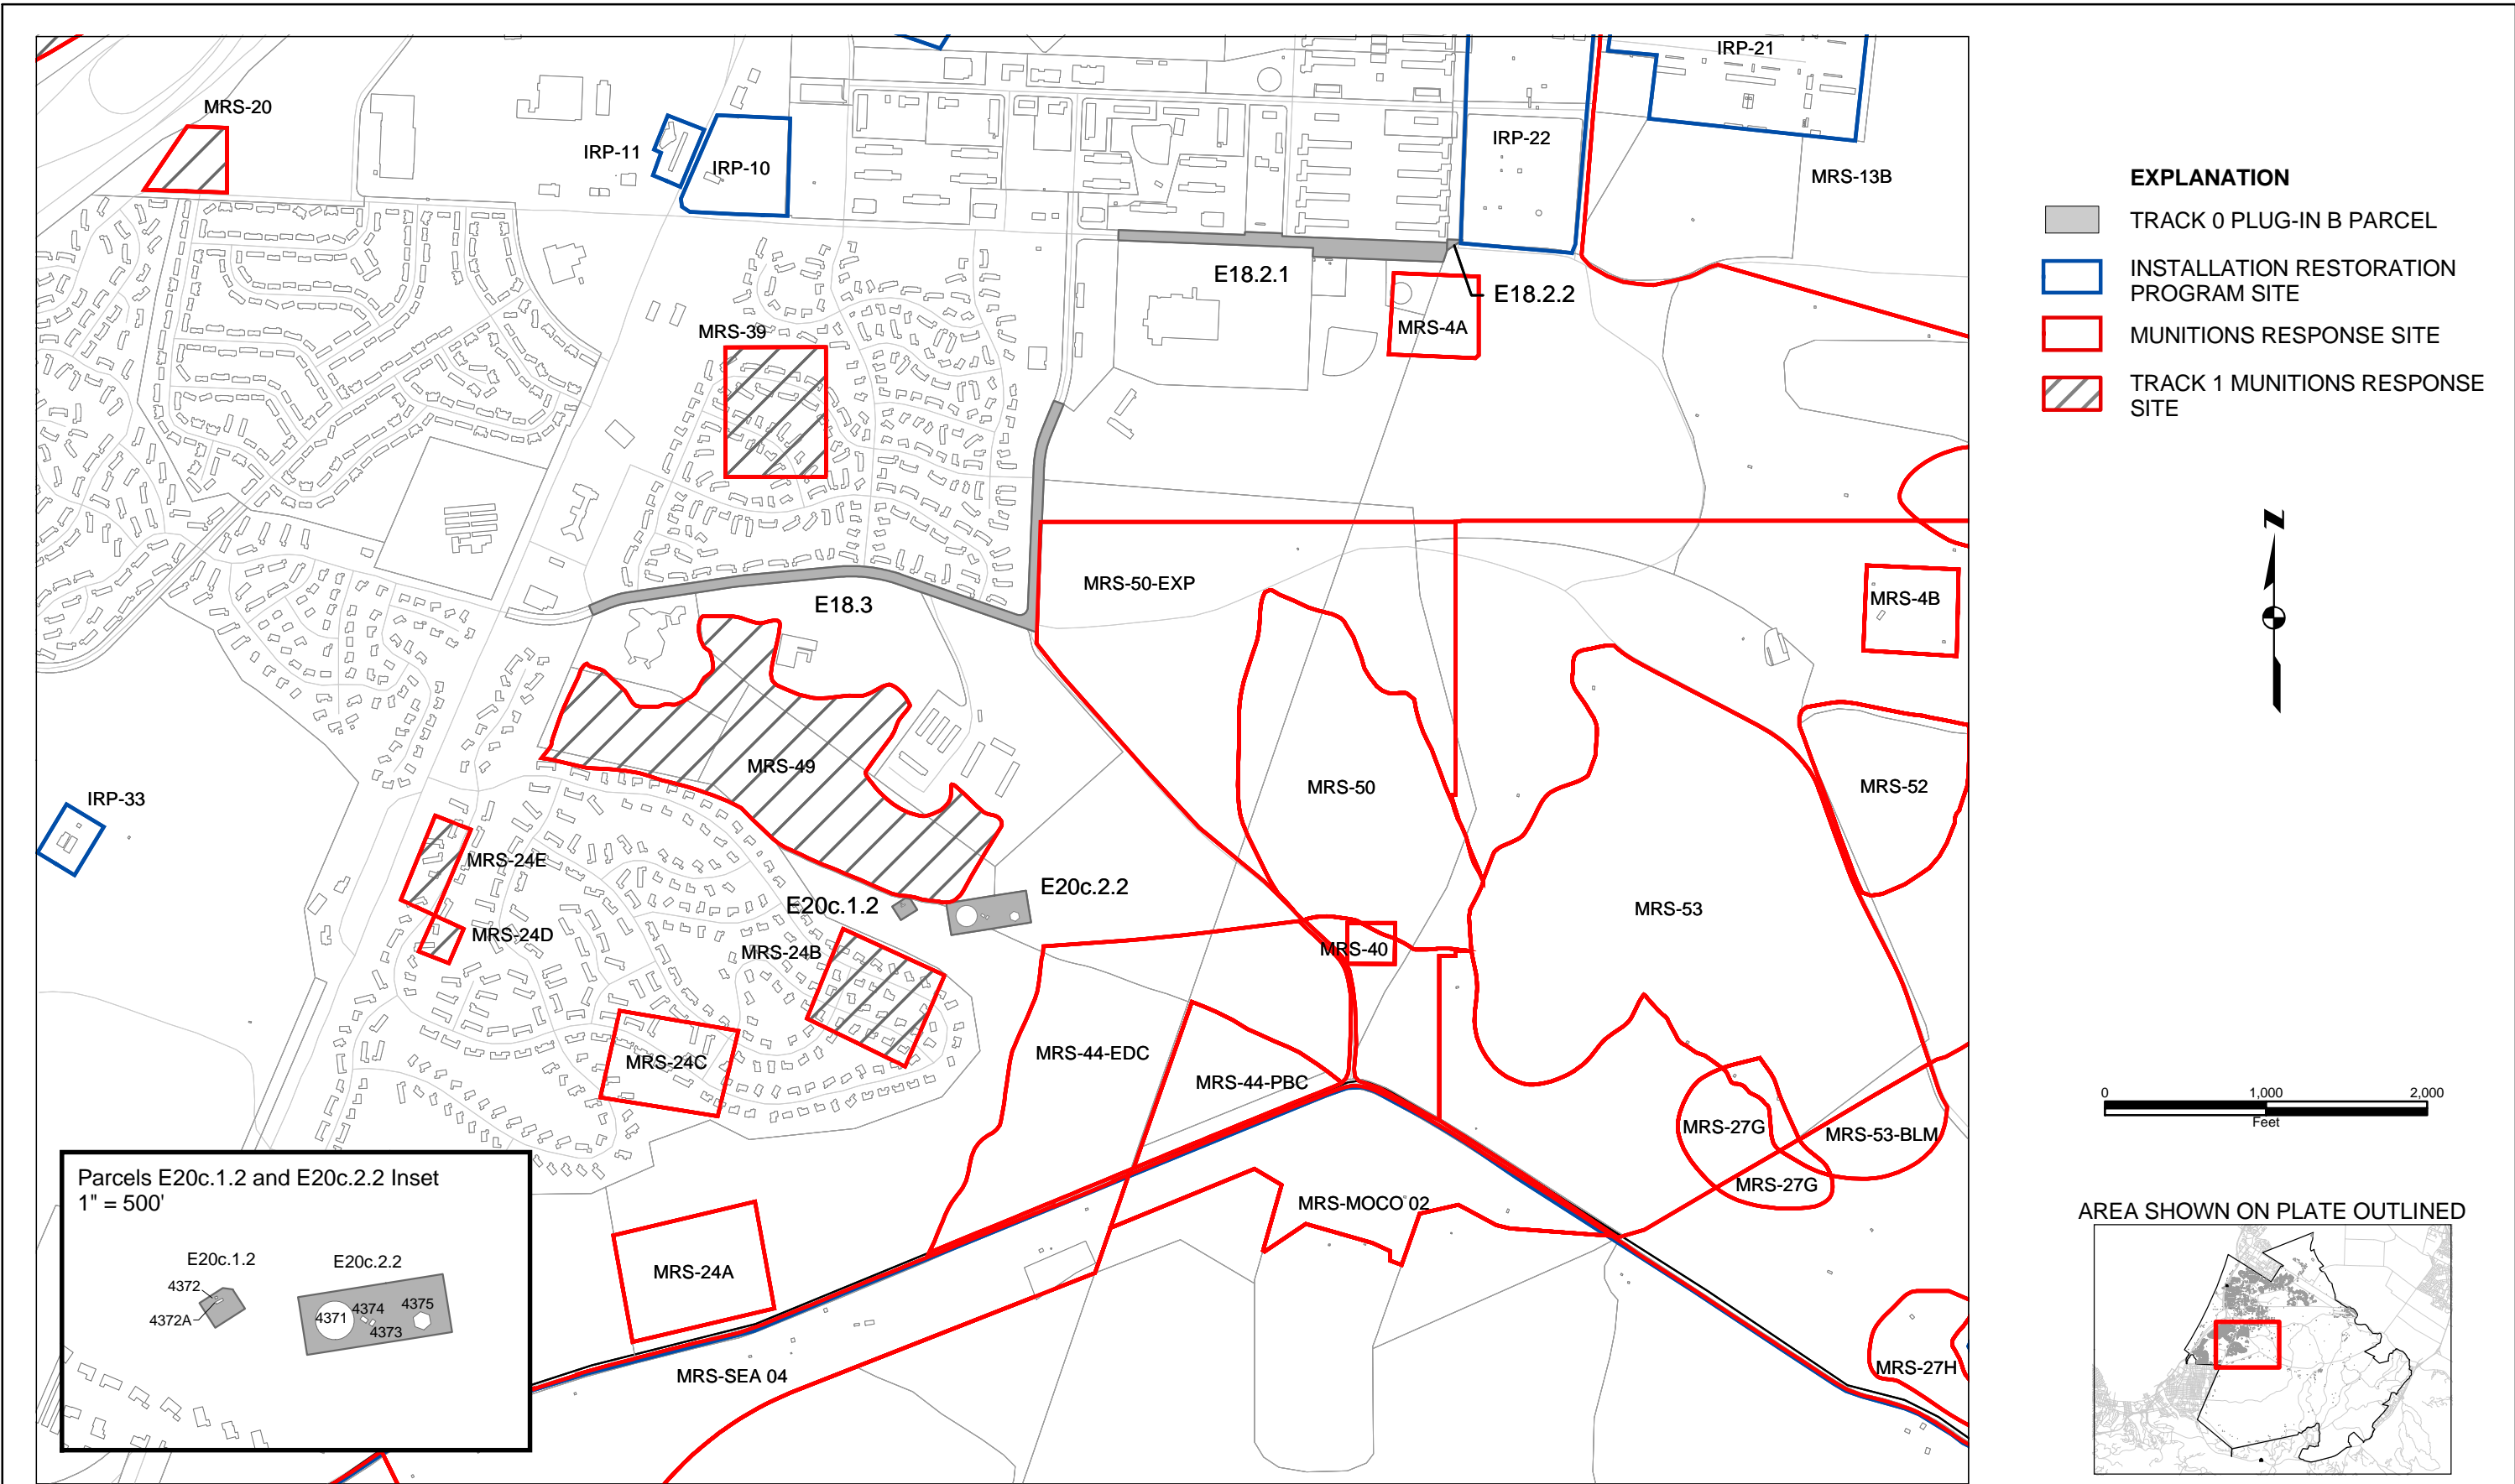 IRP-21
MRS-20
IRP-22
IRP-11
IRP-10
MRS-13B
E18.2.1
E18.2.2
MRS-39
MRS-4A
MRS-50-EXP
MRS-4B
E18.3
MRS-49
MRS-50
MRS-52
IRP-33
MRS-24E
E20c.2.2
E20c.1.2
MRS-53
MRS-24D
MRS-24B
MRS-40
MRS-44-EDC
MRS-24C
MRS-44-PBC
MRS-27G
MRS-53-BLM
MRS-27G
MRS-MOCO 02
MRS-24A
MRS-27H
MRS-SEA 04
Parcels E20c.1.2 and E20c.2.2 Inset
1" = 500'
E20c.1.2
E20c.2.2
4372
4372A
4371
4374
4373
4375
EXPLANATION
TRACK 0 PLUG-IN B PARCEL
INSTALLATION RESTORATION
PROGRAM SITE
MUNITIONS RESPONSE SITE
TRACK 1 MUNITIONS RESPONSE
SITE
N
0 1,000 2,000
Feet
AREA SHOWN ON PLATE OUTLINED